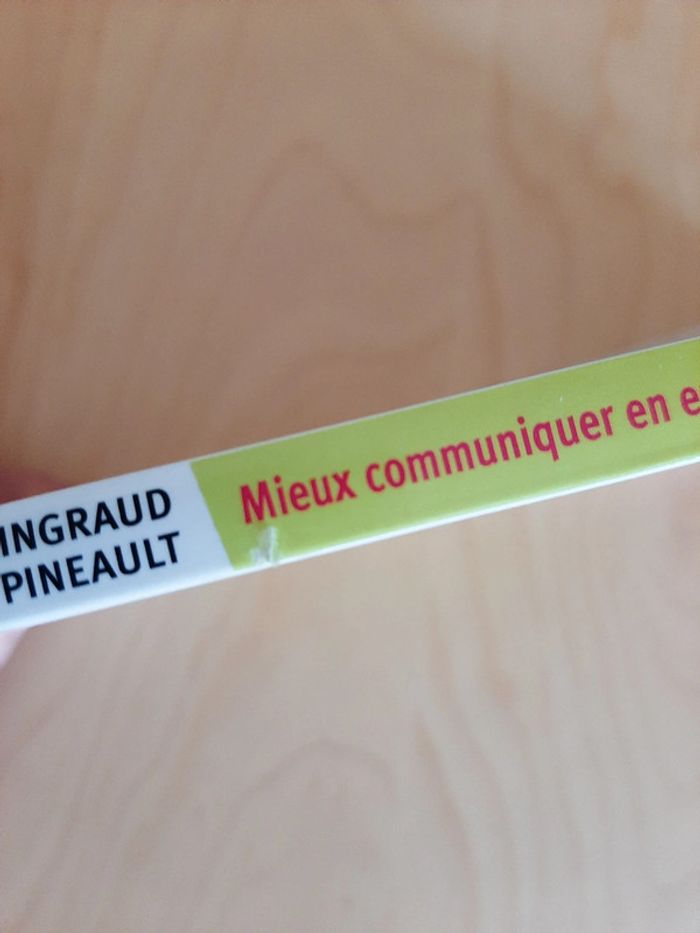 INGRAUD
PINEAULT
Mieux communiquer en e